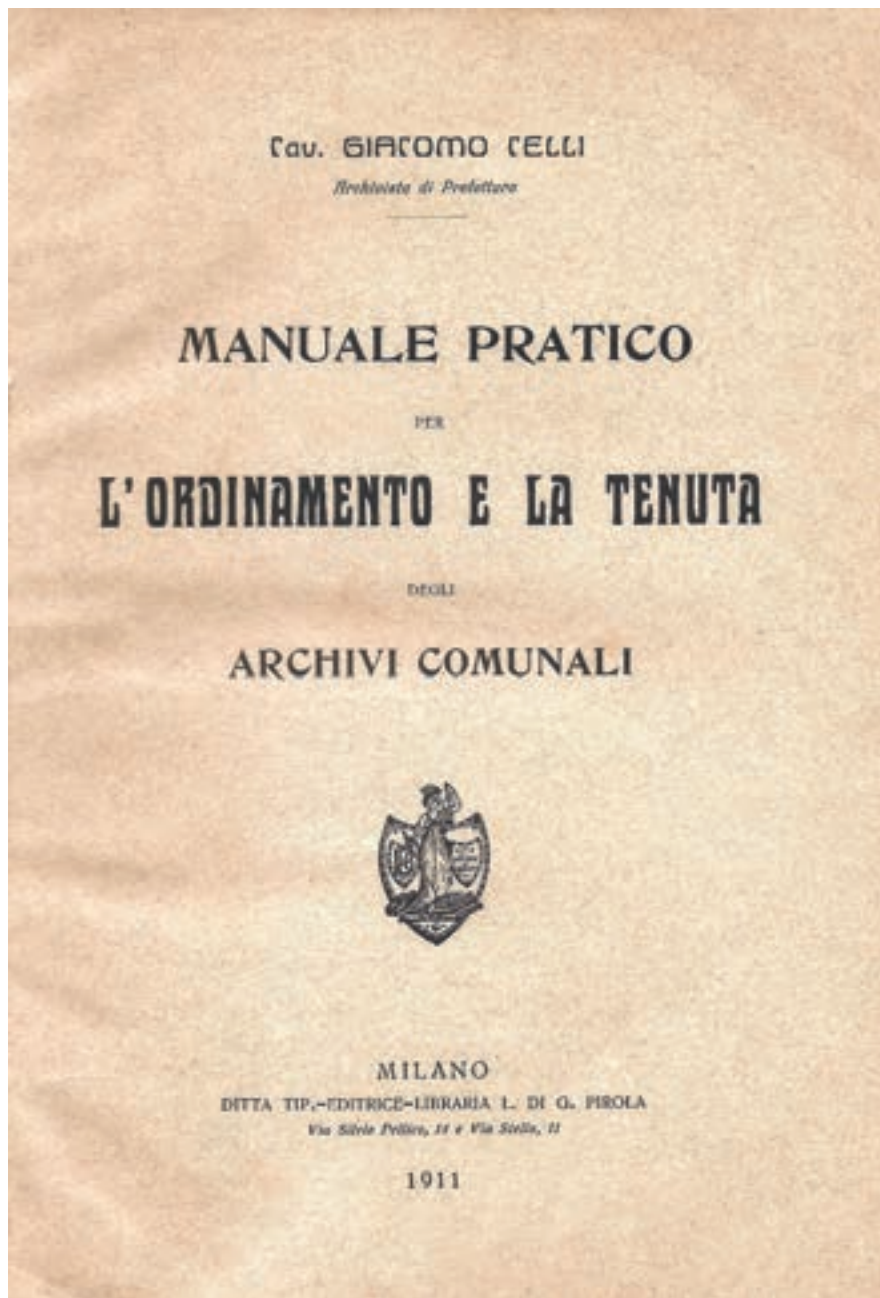 Cav. GIACOMO CELLI
Archivista di Prefettura
MANUALE PRATICO
PER
L'ORDINAMENTO E LA TENUTA
DEGLI
ARCHIVI COMUNALI
MILANO
DITTA TIP.-EDITRICE-LIBRARIA L. DI G. PIROLA
Via Silvio Pellico, e Via Stella, 11
1911